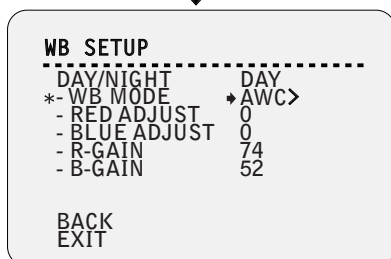 WB SETUP
DAY/NIGHT DAY
*- WB MODE AWC>
- RED ADJUST 0
- BLUE ADJUST 0
- R-GAIN 74
- B-GAIN 52
BACK
EXIT